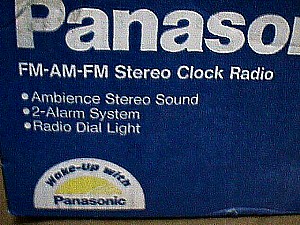 Panaso
FM-AM-FM Stereo Clock Radio
• Ambience Stereo Sound
• 2-Alarm System
• Radio Dial Light
Wake-Up with
Panasonic